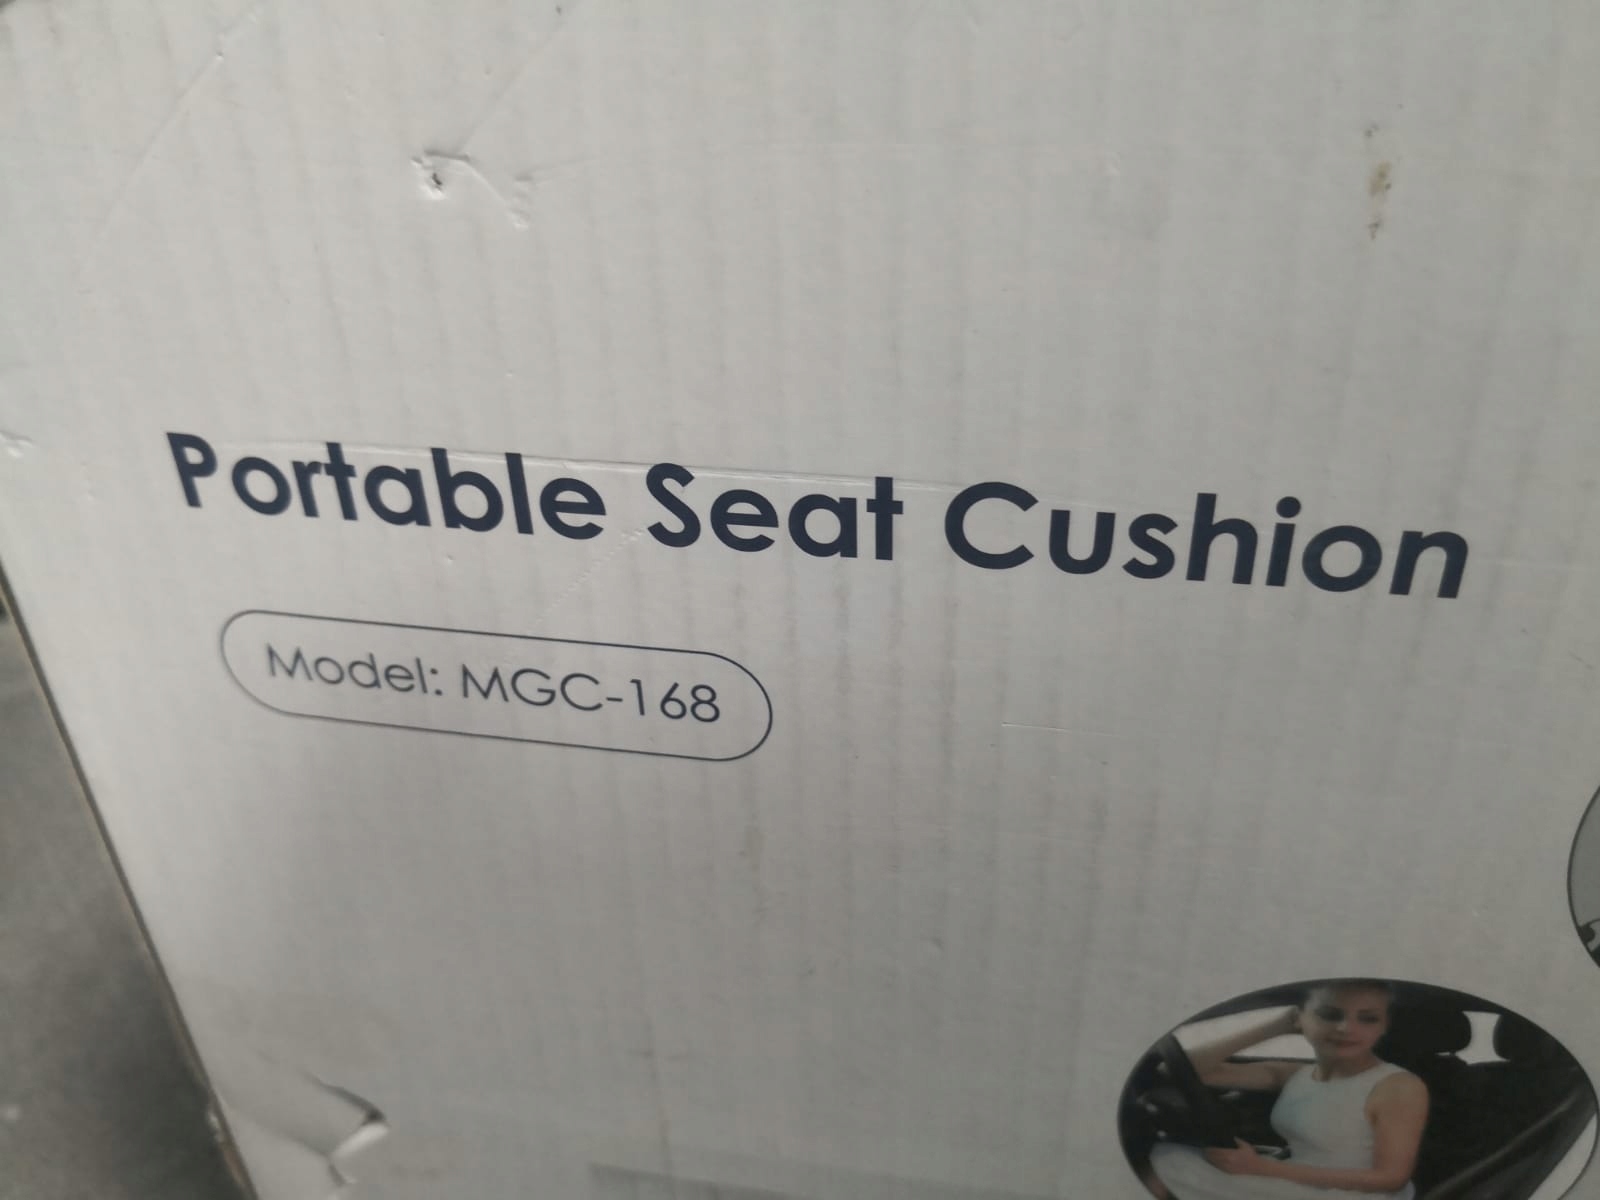 Portable Seat Cushion
Model: MGC-168